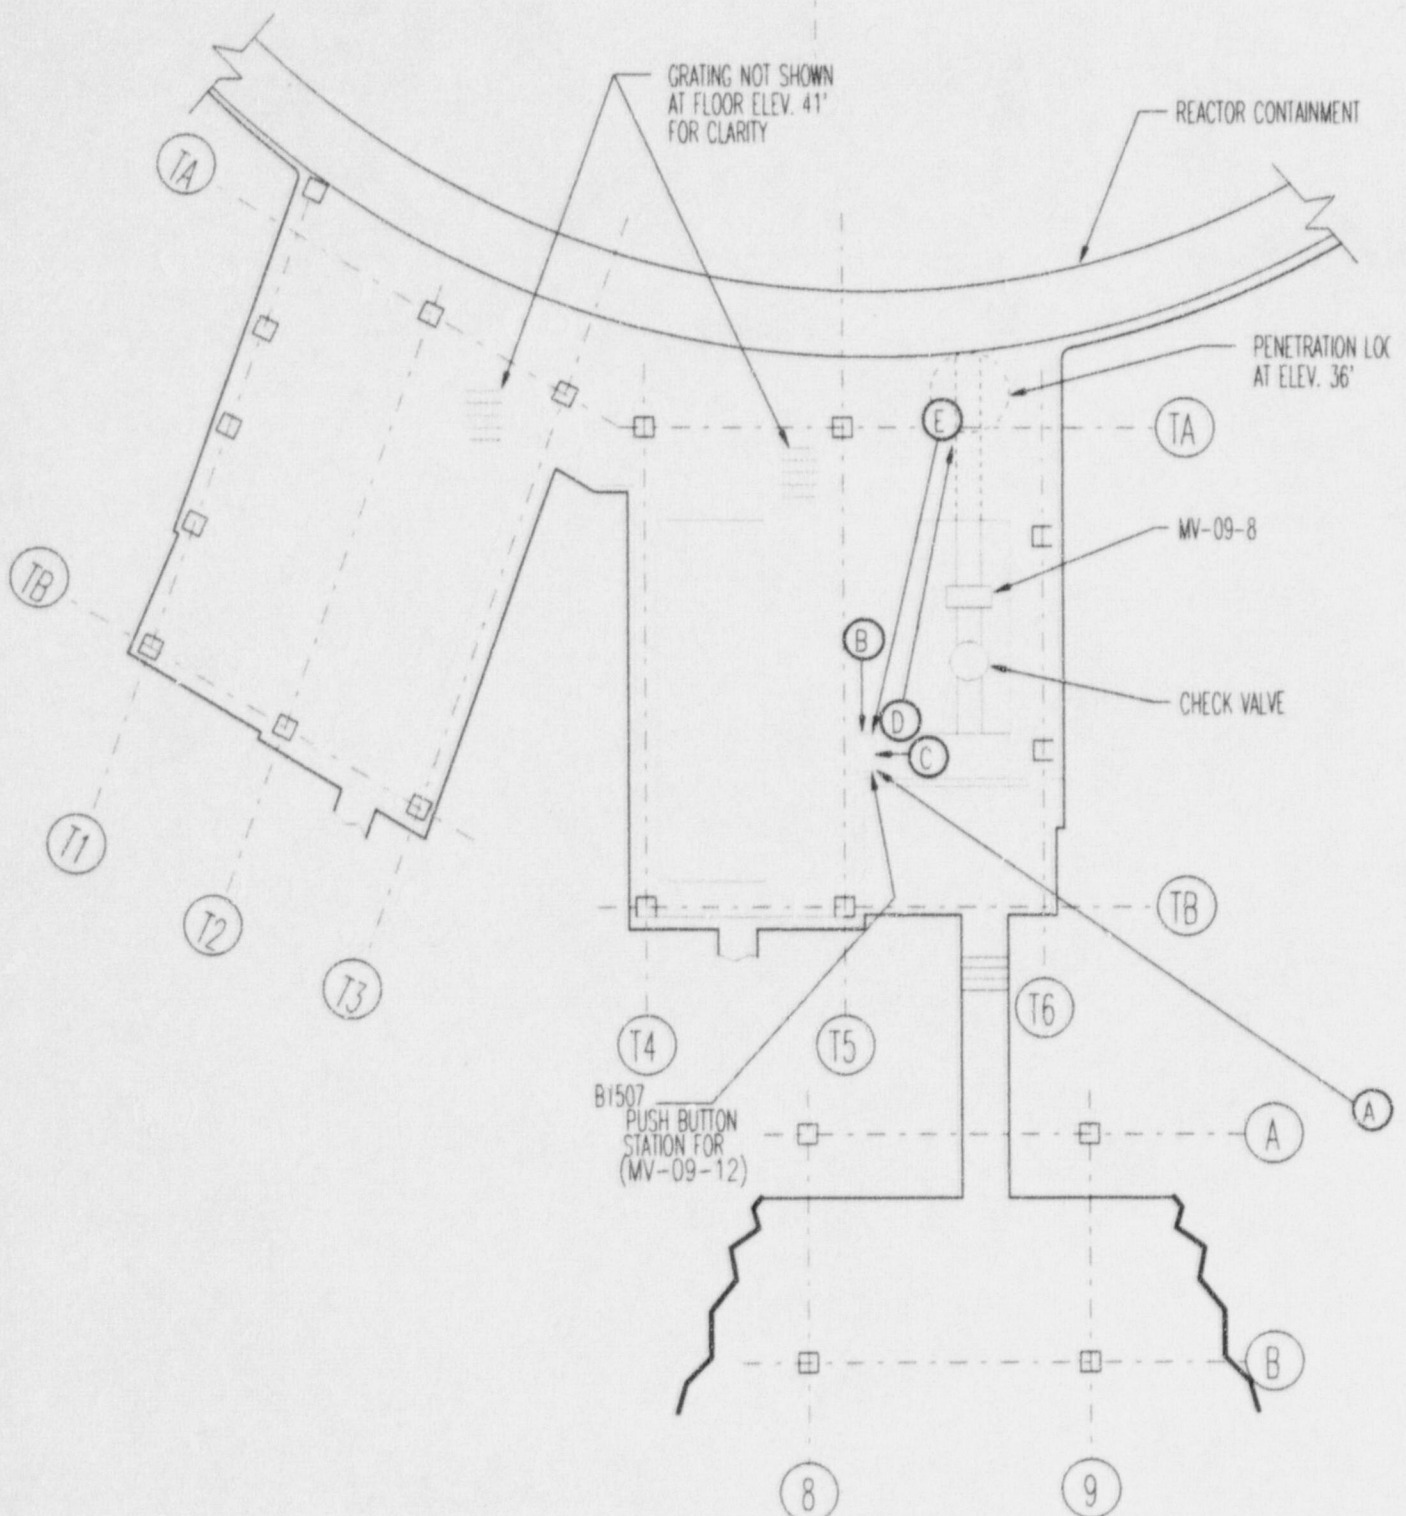 GRATING NOT SHOWN
AT FLOOR ELEV. 41'
FOR CLARITY
REACTOR CONTAINMENT
TA
PENETRATION LOC
AT ELEV. 36'
E
TA
MV-09-8
TB
B
CHECK VALVE
D
C
T1
T2
TB
T3
T6
T4
T5
B1507
PUSH BUTTON
STATION FOR
(MV-09-12)
A
A
B
8
9